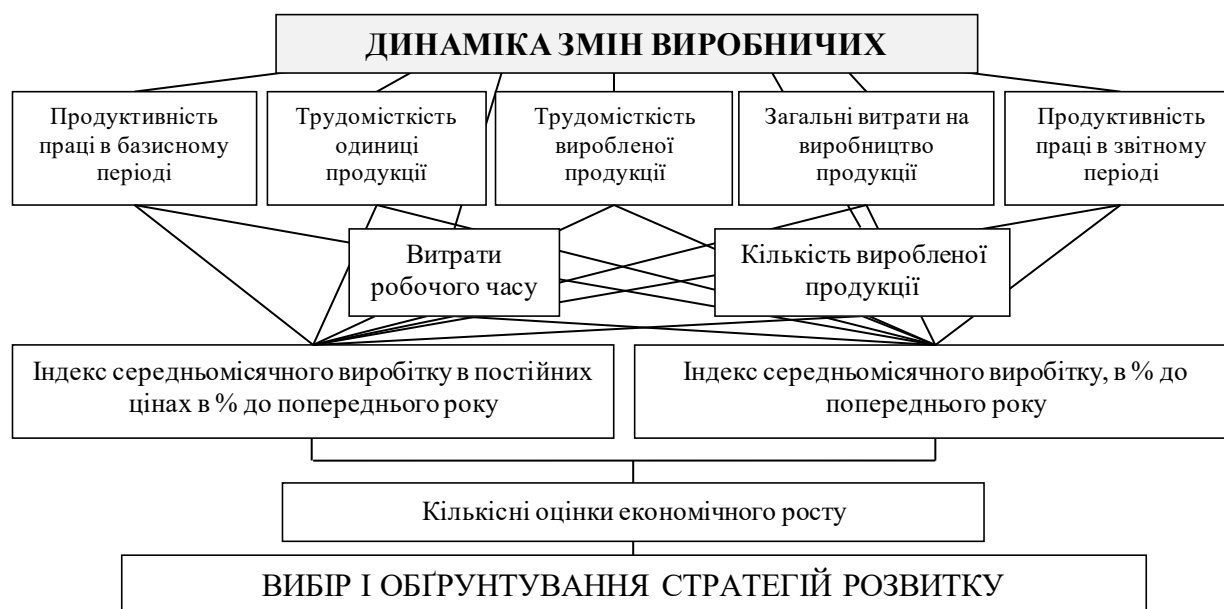 ДИНАМІКА ЗМІН ВИРОБНИЧИХ
Продуктивність
праці в базисному
періоді
Трудомісткість
одиниці
продукції
Трудомісткість
виробленої
продукції
Загальні витрати на
виробництво
продукції
Продуктивність
праці в звітному
періоді
Витрати
робочого часу
Кількість виробленої
продукції
Індекс середньомісячного виробітку в постійних
цінах в % до попереднього року
Індекс середньомісячного виробітку, в % до
попереднього року
Кількісні оцінки економічного росту
ВИБІР І ОБҐРУНТУВАННЯ СТРАТЕГІЙ РОЗВИТКУ